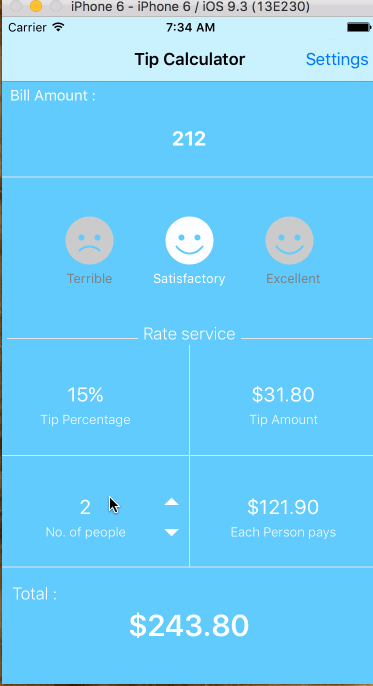 iPhone 6 - iPhone 6 / iOS 9.3 (13E230)
Carrier 7:34 AM
Tip Calculator Settings
Bill Amount :
212
Terrible Satisfactory Excellent
Rate service
15% $31.80
Tip Percentage Tip Amount
2 $121.90
No. of people Each Person pays
Total :
$243.80